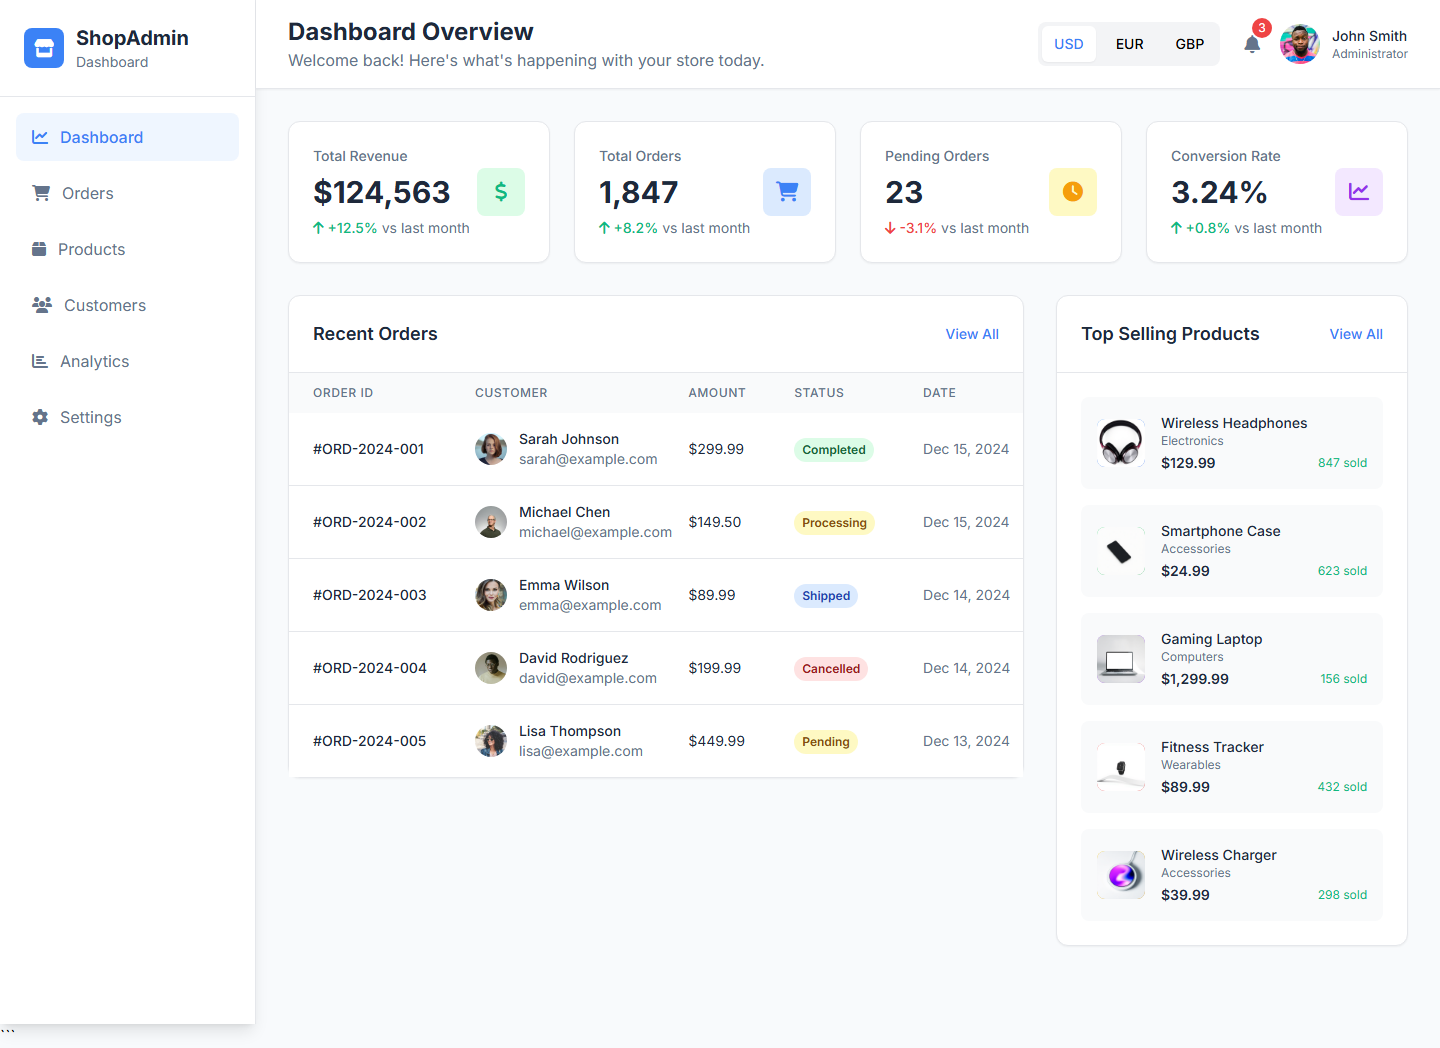 ShopAdmin
Dashboard
Dashboard
Orders
Products
Customers
Analytics
Settings
Dashboard Overview
Welcome back! Here's what's happening with your store today.
USD EUR GBP
3
John Smith
Administrator
Total Revenue
$124,563
$
+12.5% vs last month
Total Orders
1,847
+8.2% vs last month
Pending Orders
23
-3.1% vs last month
Conversion Rate
3.24%
+0.8% vs last month
Recent Orders View All
ORDER ID CUSTOMER AMOUNT STATUS DATE
#ORD-2024-001 Sarah Johnson $299.99 Completed Dec 15, 2024
sarah@example.com
#ORD-2024-002 Michael Chen $149.50 Processing Dec 15, 2024
michael@example.com
#ORD-2024-003 Emma Wilson $89.99 Shipped Dec 14, 2024
emma@example.com
#ORD-2024-004 David Rodriguez $199.99 Cancelled Dec 14, 2024
david@example.com
#ORD-2024-005 Lisa Thompson $449.99 Pending Dec 13, 2024
lisa@example.com
Top Selling Products View All
Wireless Headphones
Electronics
$129.99 847 sold
Smartphone Case
Accessories
$24.99 623 sold
Gaming Laptop
Computers
$1,299.99 156 sold
Fitness Tracker
Wearables
$89.99 432 sold
Wireless Charger
Accessories
$39.99 298 sold
```